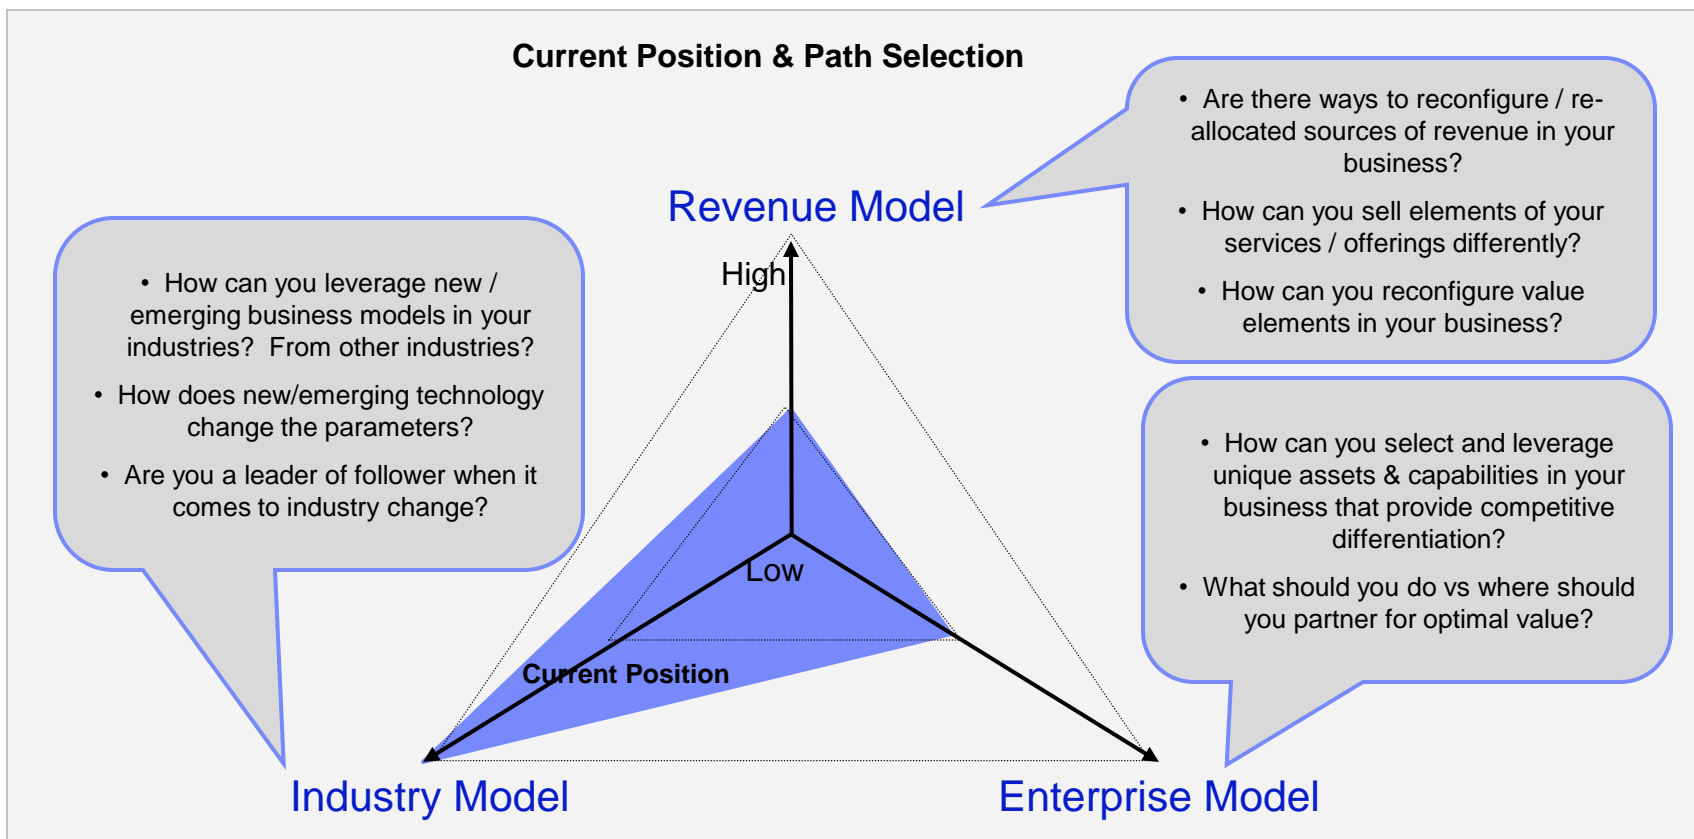 Current Position & Path Selection
• Are there ways to reconfigure / re-
allocated sources of revenue in your
business?
• How can you sell elements of your
services / offerings differently?
• How can you reconfigure value
elements in your business?
Revenue Model
High
• How can you leverage new /
emerging business models in your
industries?  From other industries?
• How does new/emerging technology
change the parameters?
• Are you a leader of follower when it
comes to industry change?
Low
• How can you select and leverage
unique assets & capabilities in your
business that provide competitive
differentiation?
• What should you do vs where should
you partner for optimal value?
Current Position
Industry Model
Enterprise Model